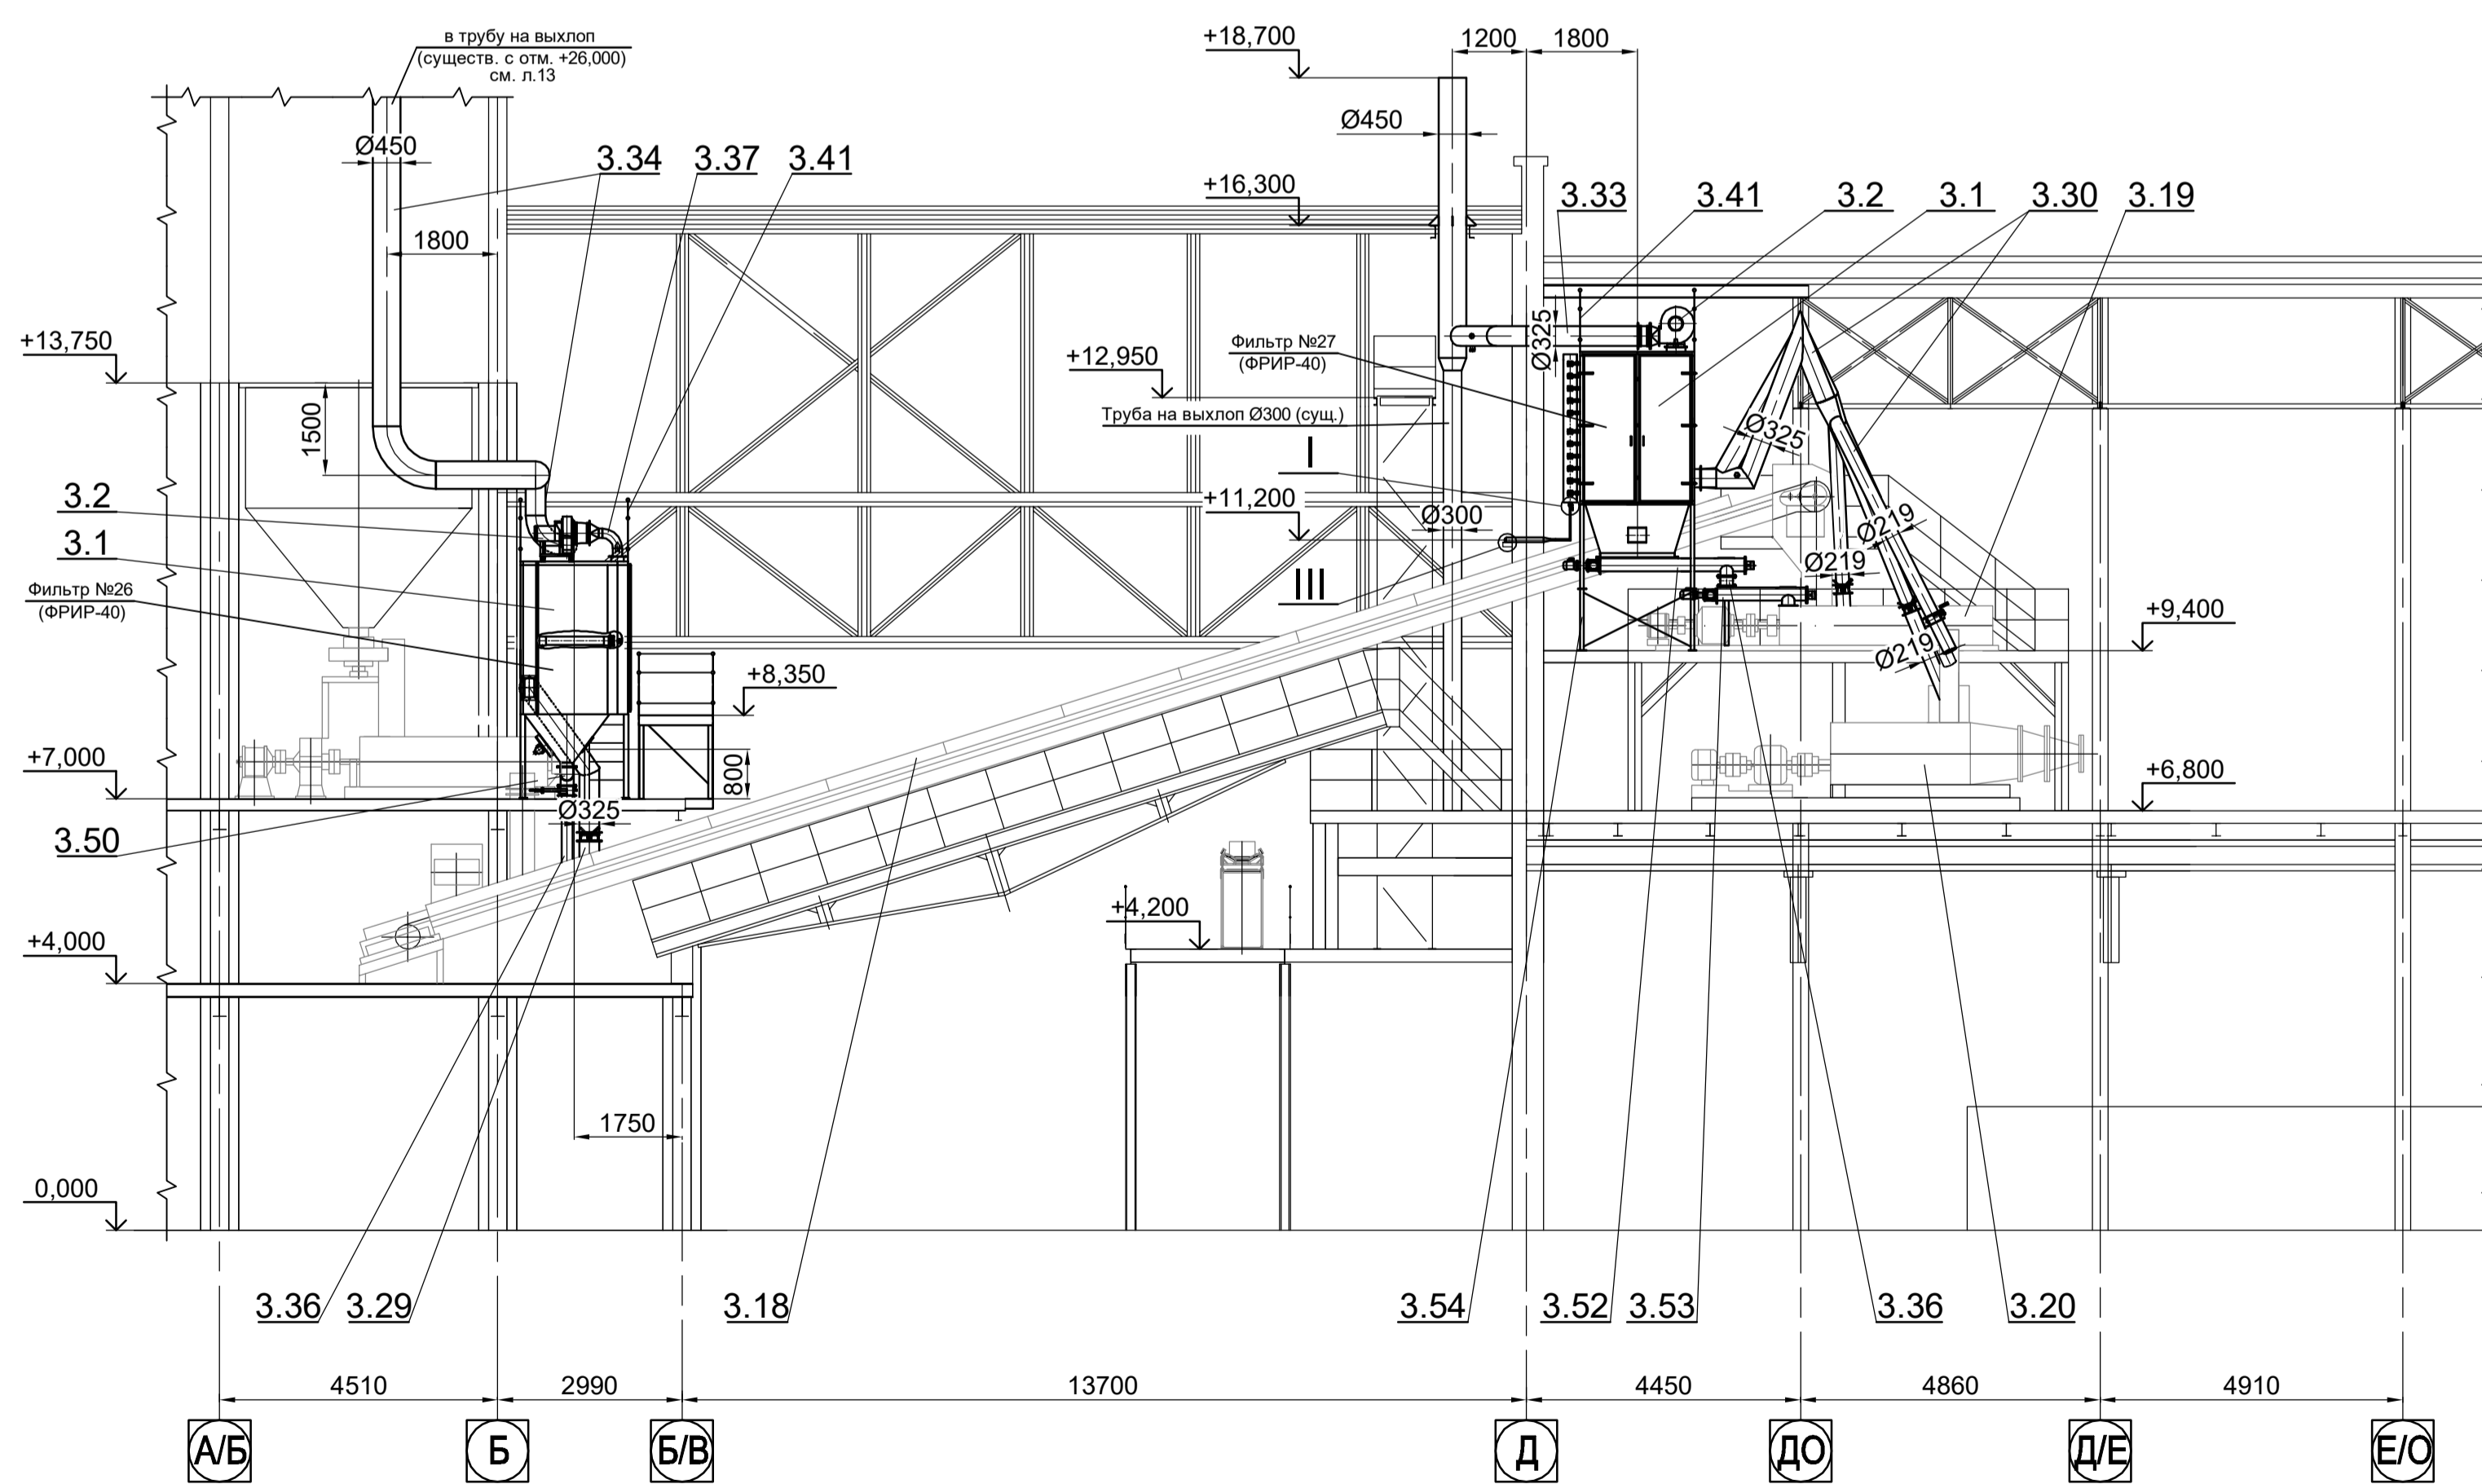 в трубу на выхлоп
(существ. с отм. +26,000)
см. л.13
+18,700
1200
1800
Ø450
Ø450
3.34
3.37
3.41
+16,300
3.33
3.41
3.2
3.1
3.30
3.19
1800
+13,750
1500
+12,950
Фильтр №27
(ФРИР-40)
Ø325
Труба на выхлоп Ø300 (сущ.)
Ø325
I
3.2
+11,200
Ø300
Ø219
3.1
Ø219
Фильтр №26
(ФРИР-40)
III
+9,400
Ø219
+8,350
+7,000
800
+6,800
Ø325
3.50
+4,200
+4,000
1750
0,000
3.36
3.29
3.18
3.54
3.52
3.53
3.36
3.20
4510
2990
13700
4450
4860
4910
А/Б
Б
Б/В
Д
ДО
Д/Е
Е/О